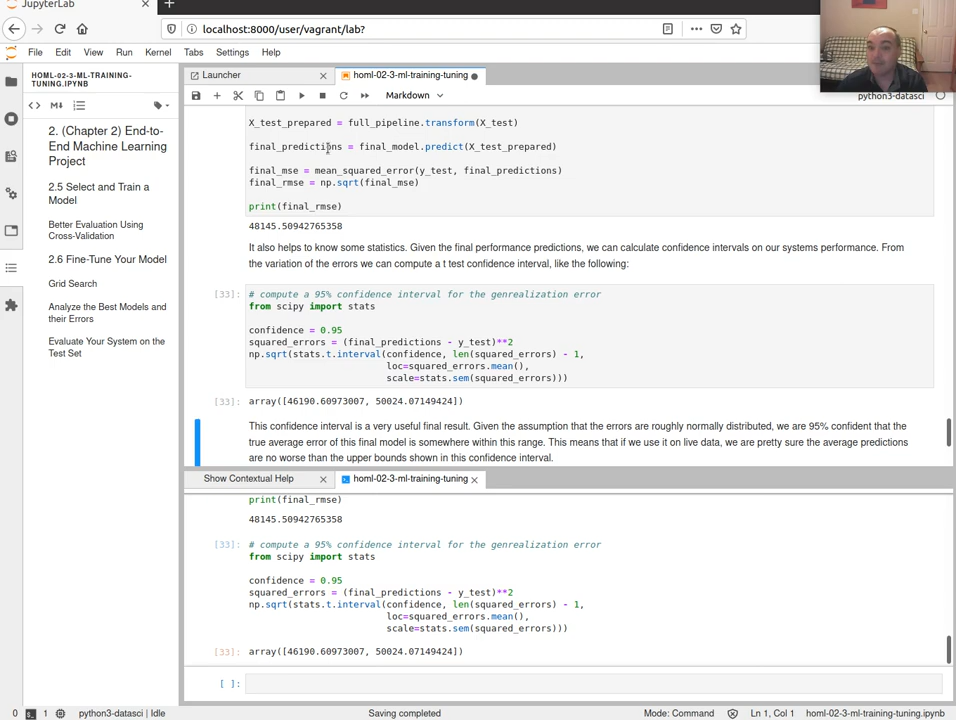 JupyterLab
localhost:8000/user/vagrant/lab?
File Edit View Run Kernel Tabs Settings Help
HOML-02-3-ML-TRAINING-
TUNING.IPYNB
2. (Chapter 2) End-to-
End Machine Learning
Project
2.5 Select and Train a
Model
Better Evaluation Using
Cross-Validation
2.6 Fine-Tune Your Model
Grid Search
Analyze the Best Models and
their Errors
Evaluate Your System on the
Test Set
Launcher
homl-02-3-ml-training-tuning
Markdown
python3-datasci
X_test_prepared = full_pipeline.transform(X_test)
final_predictions = final_model.predict(X_test_prepared)
final_mse = mean_squared_error(y_test, final_predictions)
final_rmse = np.sqrt(final_mse)
print(final_rmse)
48145.50942765358
It also helps to know some statistics. Given the final performance predictions, we can calculate confidence intervals on our systems performance. From
the variation of the errors we can compute a t test confidence interval, like the following:
[33]: # compute a 95% confidence interval for the genrealization error
from scipy import stats
confidence = 0.95
squared_errors = (final_predictions - y_test)**2
np.sqrt(stats.t.interval(confidence, len(squared_errors) - 1,
loc=squared_errors.mean(),
scale=stats.sem(squared_errors)))
[33]: array([46190.60973007, 50024.07149424])
This confidence interval is a very useful final result. Given the assumption that the errors are roughly normally distributed, we are 95% confident that the
true average error of this final model is somewhere within this range. This means that if we use it on live data, we are pretty sure the average predictions
are no worse than the upper bounds shown in this confidence interval.
Show Contextual Help
homl-02-3-ml-training-tuning
print(final_rmse)
48145.50942765358
[33]: # compute a 95% confidence interval for the genrealization error
from scipy import stats
confidence = 0.95
squared_errors = (final_predictions - y_test)**2
np.sqrt(stats.t.interval(confidence, len(squared_errors) - 1,
loc=squared_errors.mean(),
scale=stats.sem(squared_errors)))
[33]: array([46190.60973007, 50024.07149424])
[ ]:
0 1 python3-datasci | Idle
Saving completed
Mode: Command
Ln 1, Col 1
homl-02-3-ml-training-tuning.ipynb